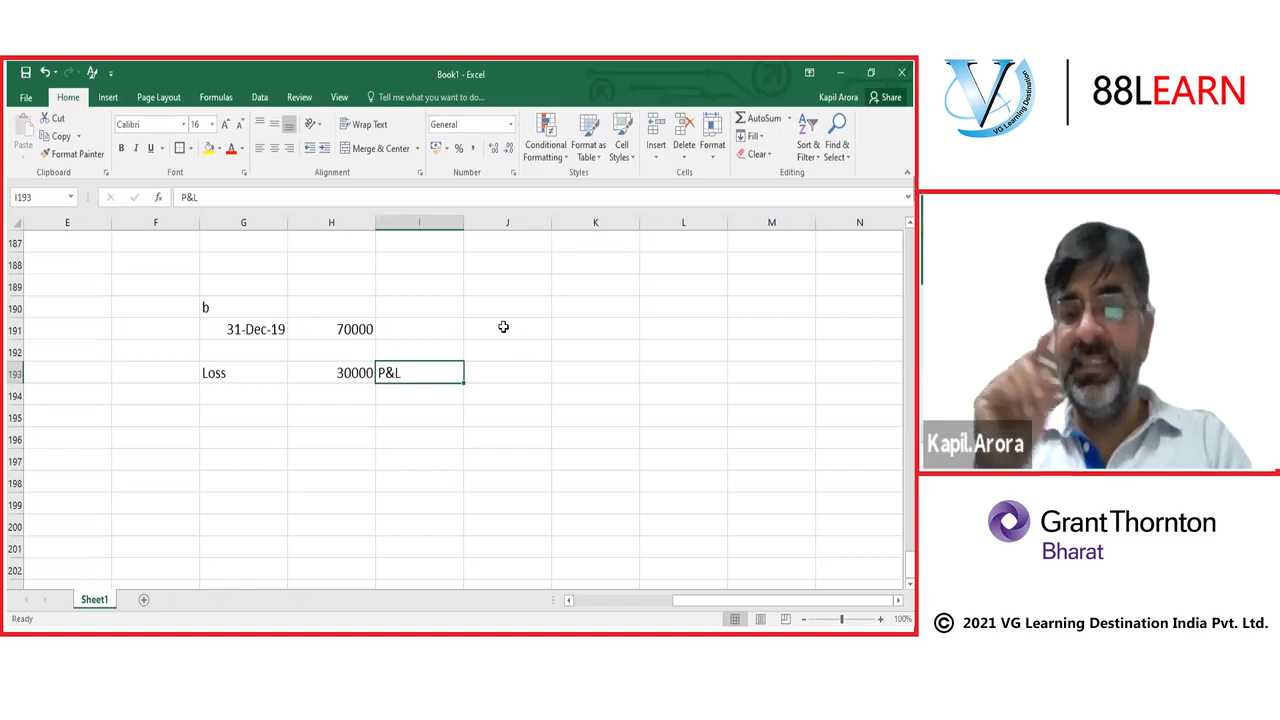 Book1 - Excel
File Home Insert Page Layout Formulas Data Review View Tell me what you want to do... Kapil Arora Share
Paste
Cut
Copy
Format Painter
Clipboard
Calibri 16
B I U
Font
Wrap Text
Merge & Center
Alignment
General
Number
Conditional Formatting
Format as Table
Cell Styles
Styles
Insert Delete Format
Cells
AutoSum
Fill
Clear
Sort & Filter
Find & Select
Editing
I193 fx P&L
E F G H I J K L M N
187
188
189
190 b
191 31-Dec-19 70000
192
193 Loss 30000 P&L
194
195
196
197
198
199
200
201
202
Sheet1
Ready 100%
V
VG Learning Destination
88LEARN
Kapil.Arora
Grant Thornton
Bharat
© 2021 VG Learning Destination India Pvt. Ltd.